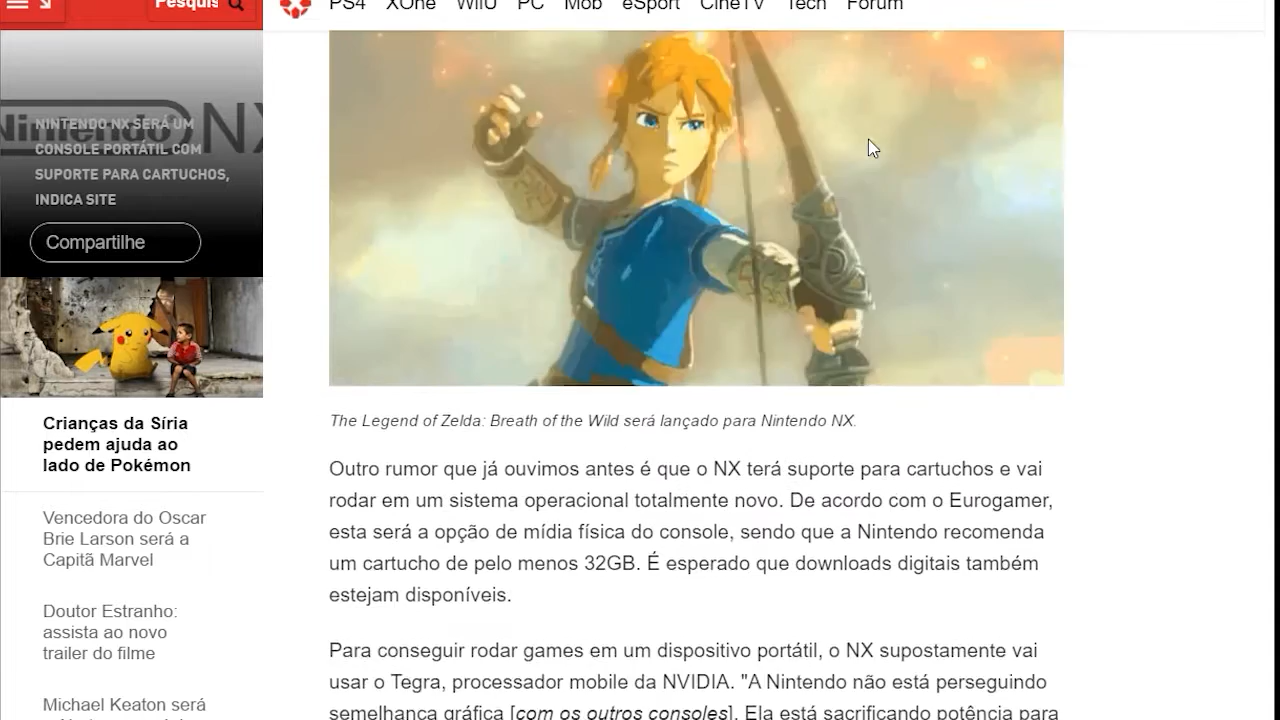 Pesquis
PS4 XOne WiiU PC Mob eSport CineTV Tech Forum
Nintendo NX
NINTENDO NX SERÁ UM
CONSOLE PORTÁTIL COM
SUPORTE PARA CARTUCHOS,
INDICA SITE
Compartilhe
Crianças da Síria
pedem ajuda ao
lado de Pokémon
Vencedora do Oscar
Brie Larson será a
Capitã Marvel
Doutor Estranho:
assista ao novo
trailer do filme
Michael Keaton será
The Legend of Zelda: Breath of the Wild será lançado para Nintendo NX.
Outro rumor que já ouvimos antes é que o NX terá suporte para cartuchos e vai
rodar em um sistema operacional totalmente novo. De acordo com o Eurogamer,
esta será a opção de mídia física do console, sendo que a Nintendo recomenda
um cartucho de pelo menos 32GB. É esperado que downloads digitais também
estejam disponíveis.
Para conseguir rodar games em um dispositivo portátil, o NX supostamente vai
usar o Tegra, processador mobile da NVIDIA. "A Nintendo não está perseguindo
semelhança gráfica [com os outros consoles]. Ela está sacrificando potência para